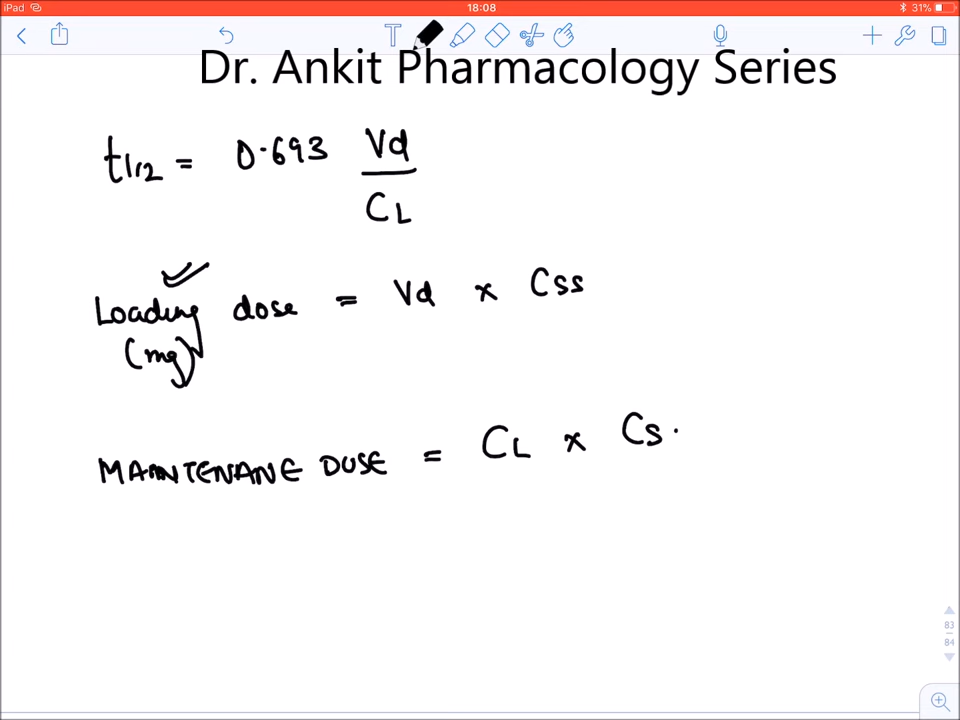 iPad 18:08 31%
T
Dr. Ankit Pharmacology Series
t1/2 = 0.693 Vd
CL
Loading dose = Vd x Css
(mg)
MAINTENANE DOSE = CL x Cs
83
84